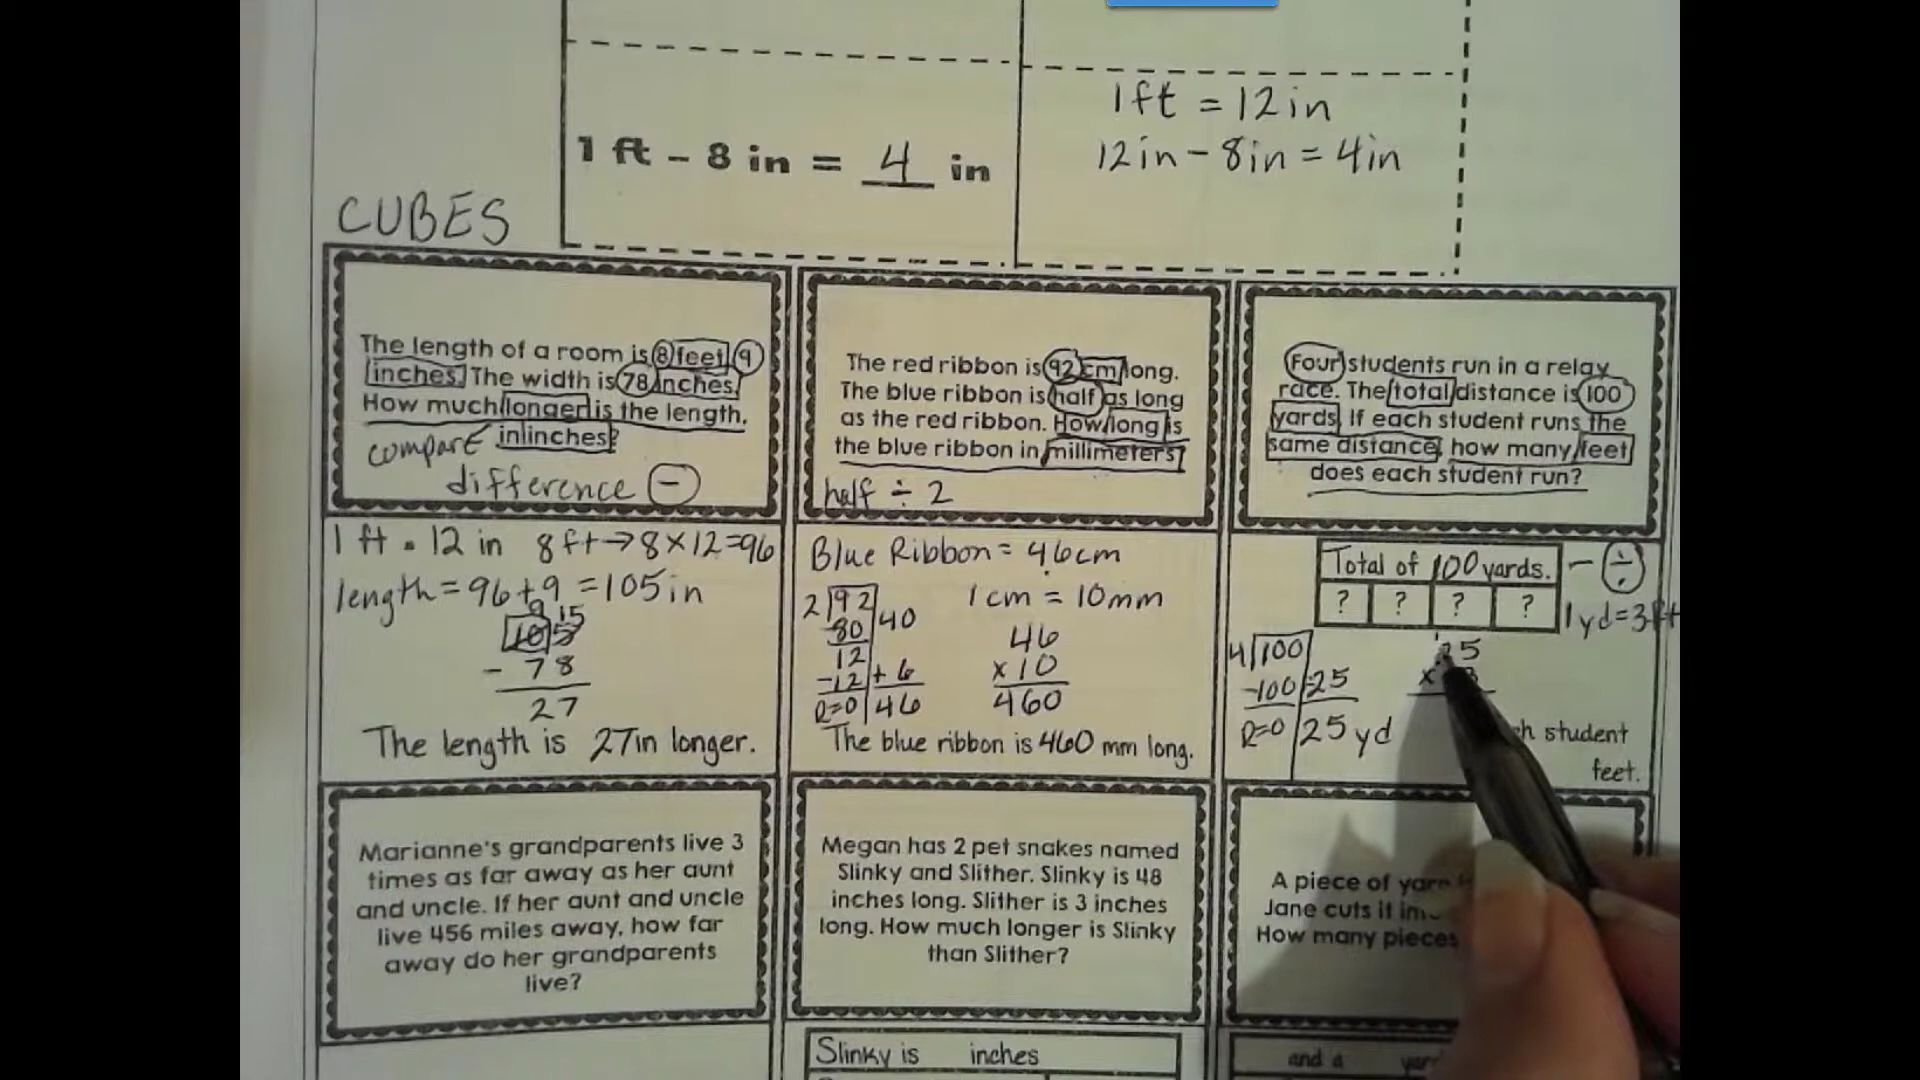 1ft = 12in
1 ft - 8 in = 4 in
12in - 8in = 4in
CUBES
The length of a room is 8 feet 9
inches. The width is 78 inches.
How much longer is the length.
in inches?
compare
difference -
The red ribbon is 92 cm long.
The blue ribbon is half as long
as the red ribbon. How long is
the blue ribbon in millimeters?
half ÷ 2
Four students run in a relay
race. The total distance is 100
yards. If each student runs the
same distance, how many feet
does each student run?
1 ft = 12 in 8ft→8×12=96
length = 96+9 = 105in
9 15
105
- 78
27
The length is 27in longer.
Blue Ribbon = 46cm
2 92
80 40
12
-12 + 6
R=0 46
1cm = 10mm
46
× 10
460
The blue ribbon is 460 mm long.
Total of 100 yards. - ÷
? ? ? ?
1yd=3ft
4 100
-100 25
R=0 25yd
25
×
student
feet.
Marianne's grandparents live 3
times as far away as her aunt
and uncle. If her aunt and uncle
live 456 miles away, how far
away do her grandparents
live?
Megan has 2 pet snakes named
Slinky and Slither. Slinky is 48
inches long. Slither is 3 inches
long. How much longer is Slinky
than Slither?
A piece of yarn
Jane cuts it
How many pieces
Slinky is inches
and a